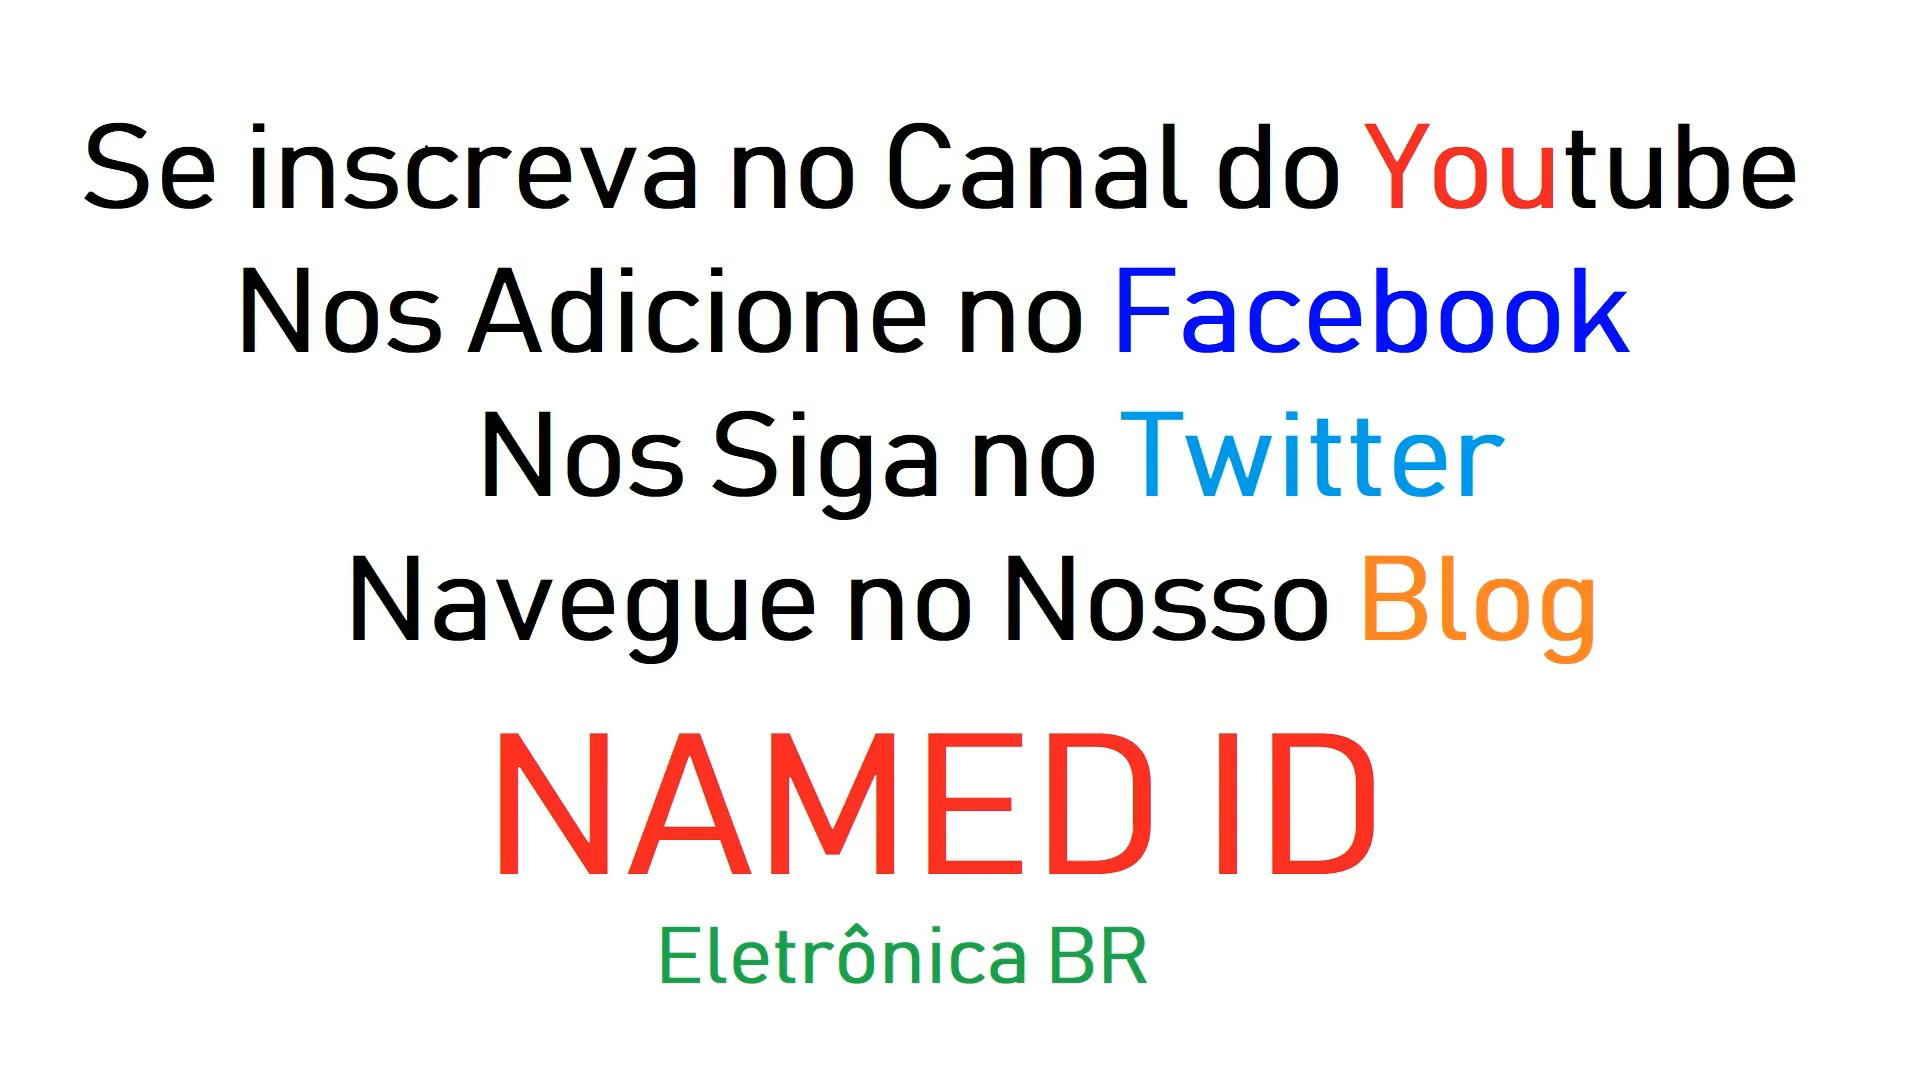 Se inscreva no Canal do Youtube
Nos Adicione no Facebook
Nos Siga no Twitter
Navegue no Nosso Blog
NAMED ID
Eletrônica BR